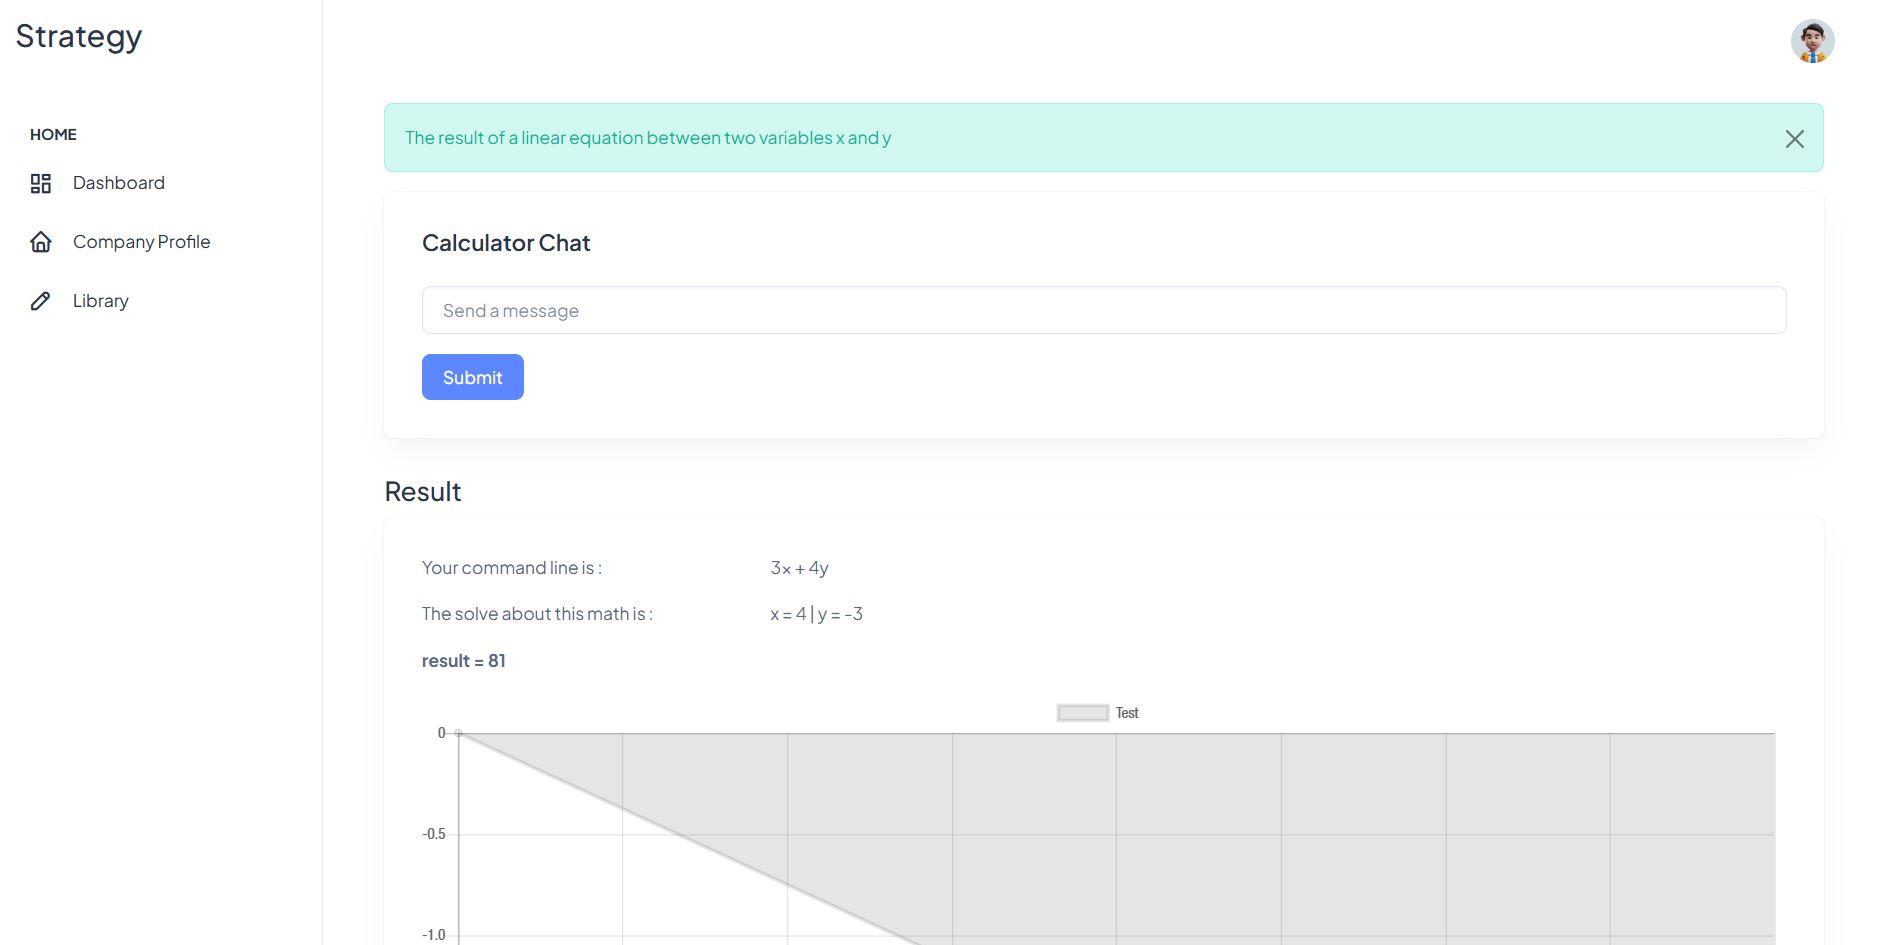 Strategy
HOME
Dashboard
Company Profile
Library
The result of a linear equation between two variables x and y
Calculator Chat
Send a message
Submit
Result
Your command line is : 3x + 4y
The solve about this math is : x = 4 | y = -3
result = 81
Test
0
-0.5
-1.0